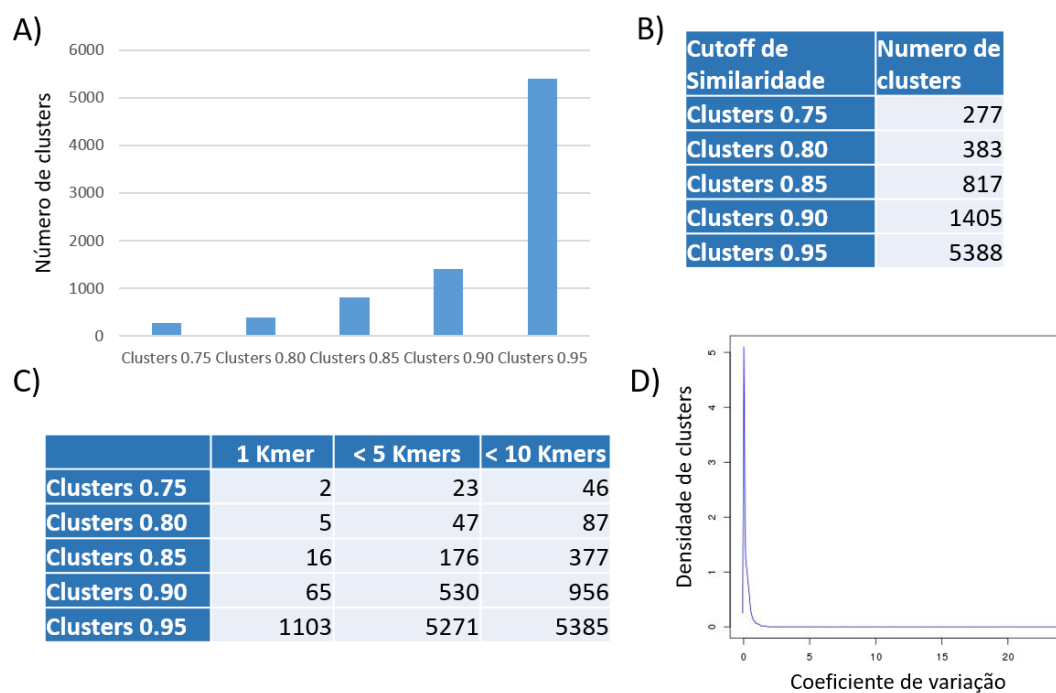 A)
Número de clusters
6000
5000
4000
3000
2000
1000
0
Clusters 0.75 Clusters 0.80 Clusters 0.85 Clusters 0.90 Clusters 0.95
B)
Cutoff de Similaridade Numero de clusters
Clusters 0.75 277
Clusters 0.80 383
Clusters 0.85 817
Clusters 0.90 1405
Clusters 0.95 5388
C)
1 Kmer < 5 Kmers < 10 Kmers
Clusters 0.75 2 23 46
Clusters 0.80 5 47 87
Clusters 0.85 16 176 377
Clusters 0.90 65 530 956
Clusters 0.95 1103 5271 5385
D)
Densidade de clusters
5
4
3
2
1
0
0 5 10 15 20
Coeficiente de variação